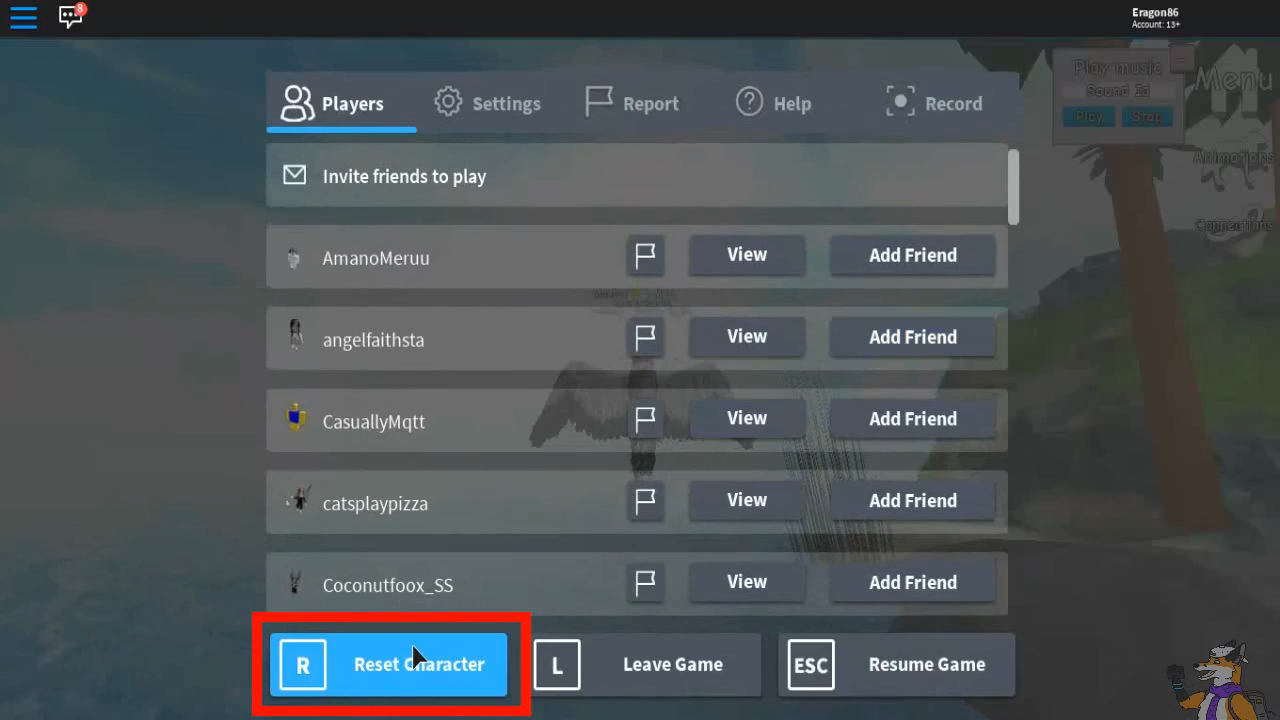 8
Eragon86
Account: 13+
Players
Settings
Report
Help
Record
Play music
Sound Id
Play Stop
Menu
Animations
Connections
Invite friends to play
AmanoMeruu View Add Friend
angelfaithsta View Add Friend
CasuallyMqtt View Add Friend
catsplaypizza View Add Friend
Coconutfoox_SS View Add Friend
R Reset Character
L Leave Game
ESC Resume Game